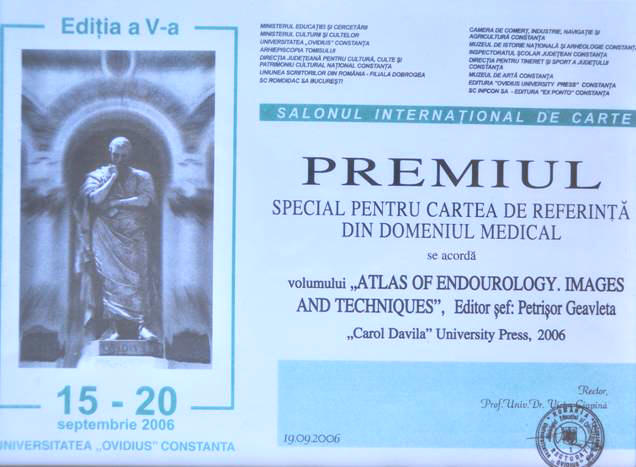 Ediția a V-a
MINISTERUL EDUCAȚIEI ȘI CERCETĂRII
MINISTERUL CULTURII ȘI CULTELOR
UNIVERSITATEA „OVIDIUS” CONSTANȚA
ARHIEPISCOPIA TOMISULUI
DIRECȚIA JUDEȚEANĂ PENTRU CULTURĂ, CULTE ȘI
PATRIMONIU CULTURAL NAȚIONAL CONSTANȚA
UNIUNEA SCRIITORILOR DIN ROMÂNIA - FILIALA DOBROGEA
SC ROMDIDAC SA BUCUREȘTI
CAMERA DE COMERȚ, INDUSTRIE, NAVIGAȚIE ȘI
AGRICULTURĂ CONSTANȚA
MUZEUL DE ISTORIE NAȚIONALĂ ȘI ARHEOLOGIE CONSTANȚA
INSPECTORATUL ȘCOLAR JUDEȚEAN CONSTANȚA
DIRECȚIA PENTRU TINERET ȘI SPORT A JUDEȚULUI
CONSTANȚA
MUZEUL DE ARTĂ CONSTANȚA
EDITURA "OVIDIUS UNIVERSITY PRESS" CONSTANȚA
SC INFCON SA - EDITURA "EX PONTO" CONSTANȚA
SALONUL INTERNAȚIONAL DE CARTE
PREMIUL
SPECIAL PENTRU CARTEA DE REFERINȚĂ
DIN DOMENIUL MEDICAL
se acordă
volumului „ATLAS OF ENDOUROLOGY. IMAGES
AND TECHNIQUES”, Editor șef: Petrișor Geavleta
„Carol Davila” University Press, 2006
15 - 20
septembrie 2006
UNIVERSITATEA „OVIDIUS” CONSTANȚA
Rector,
Prof.Univ.Dr. Victor Ciupină
19.09.2006